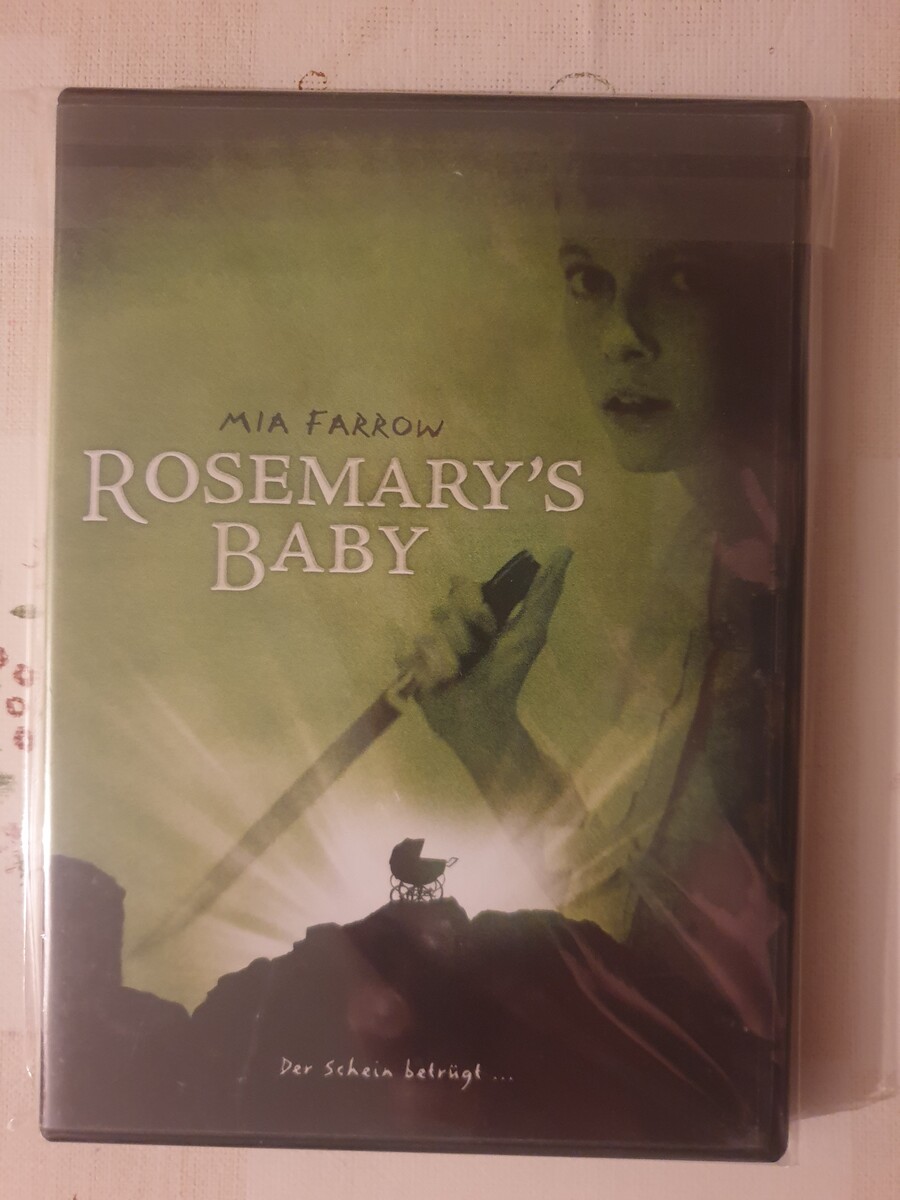 MIA FARROW
ROSEMARY'S
BABY
Der Schein betrügt ...